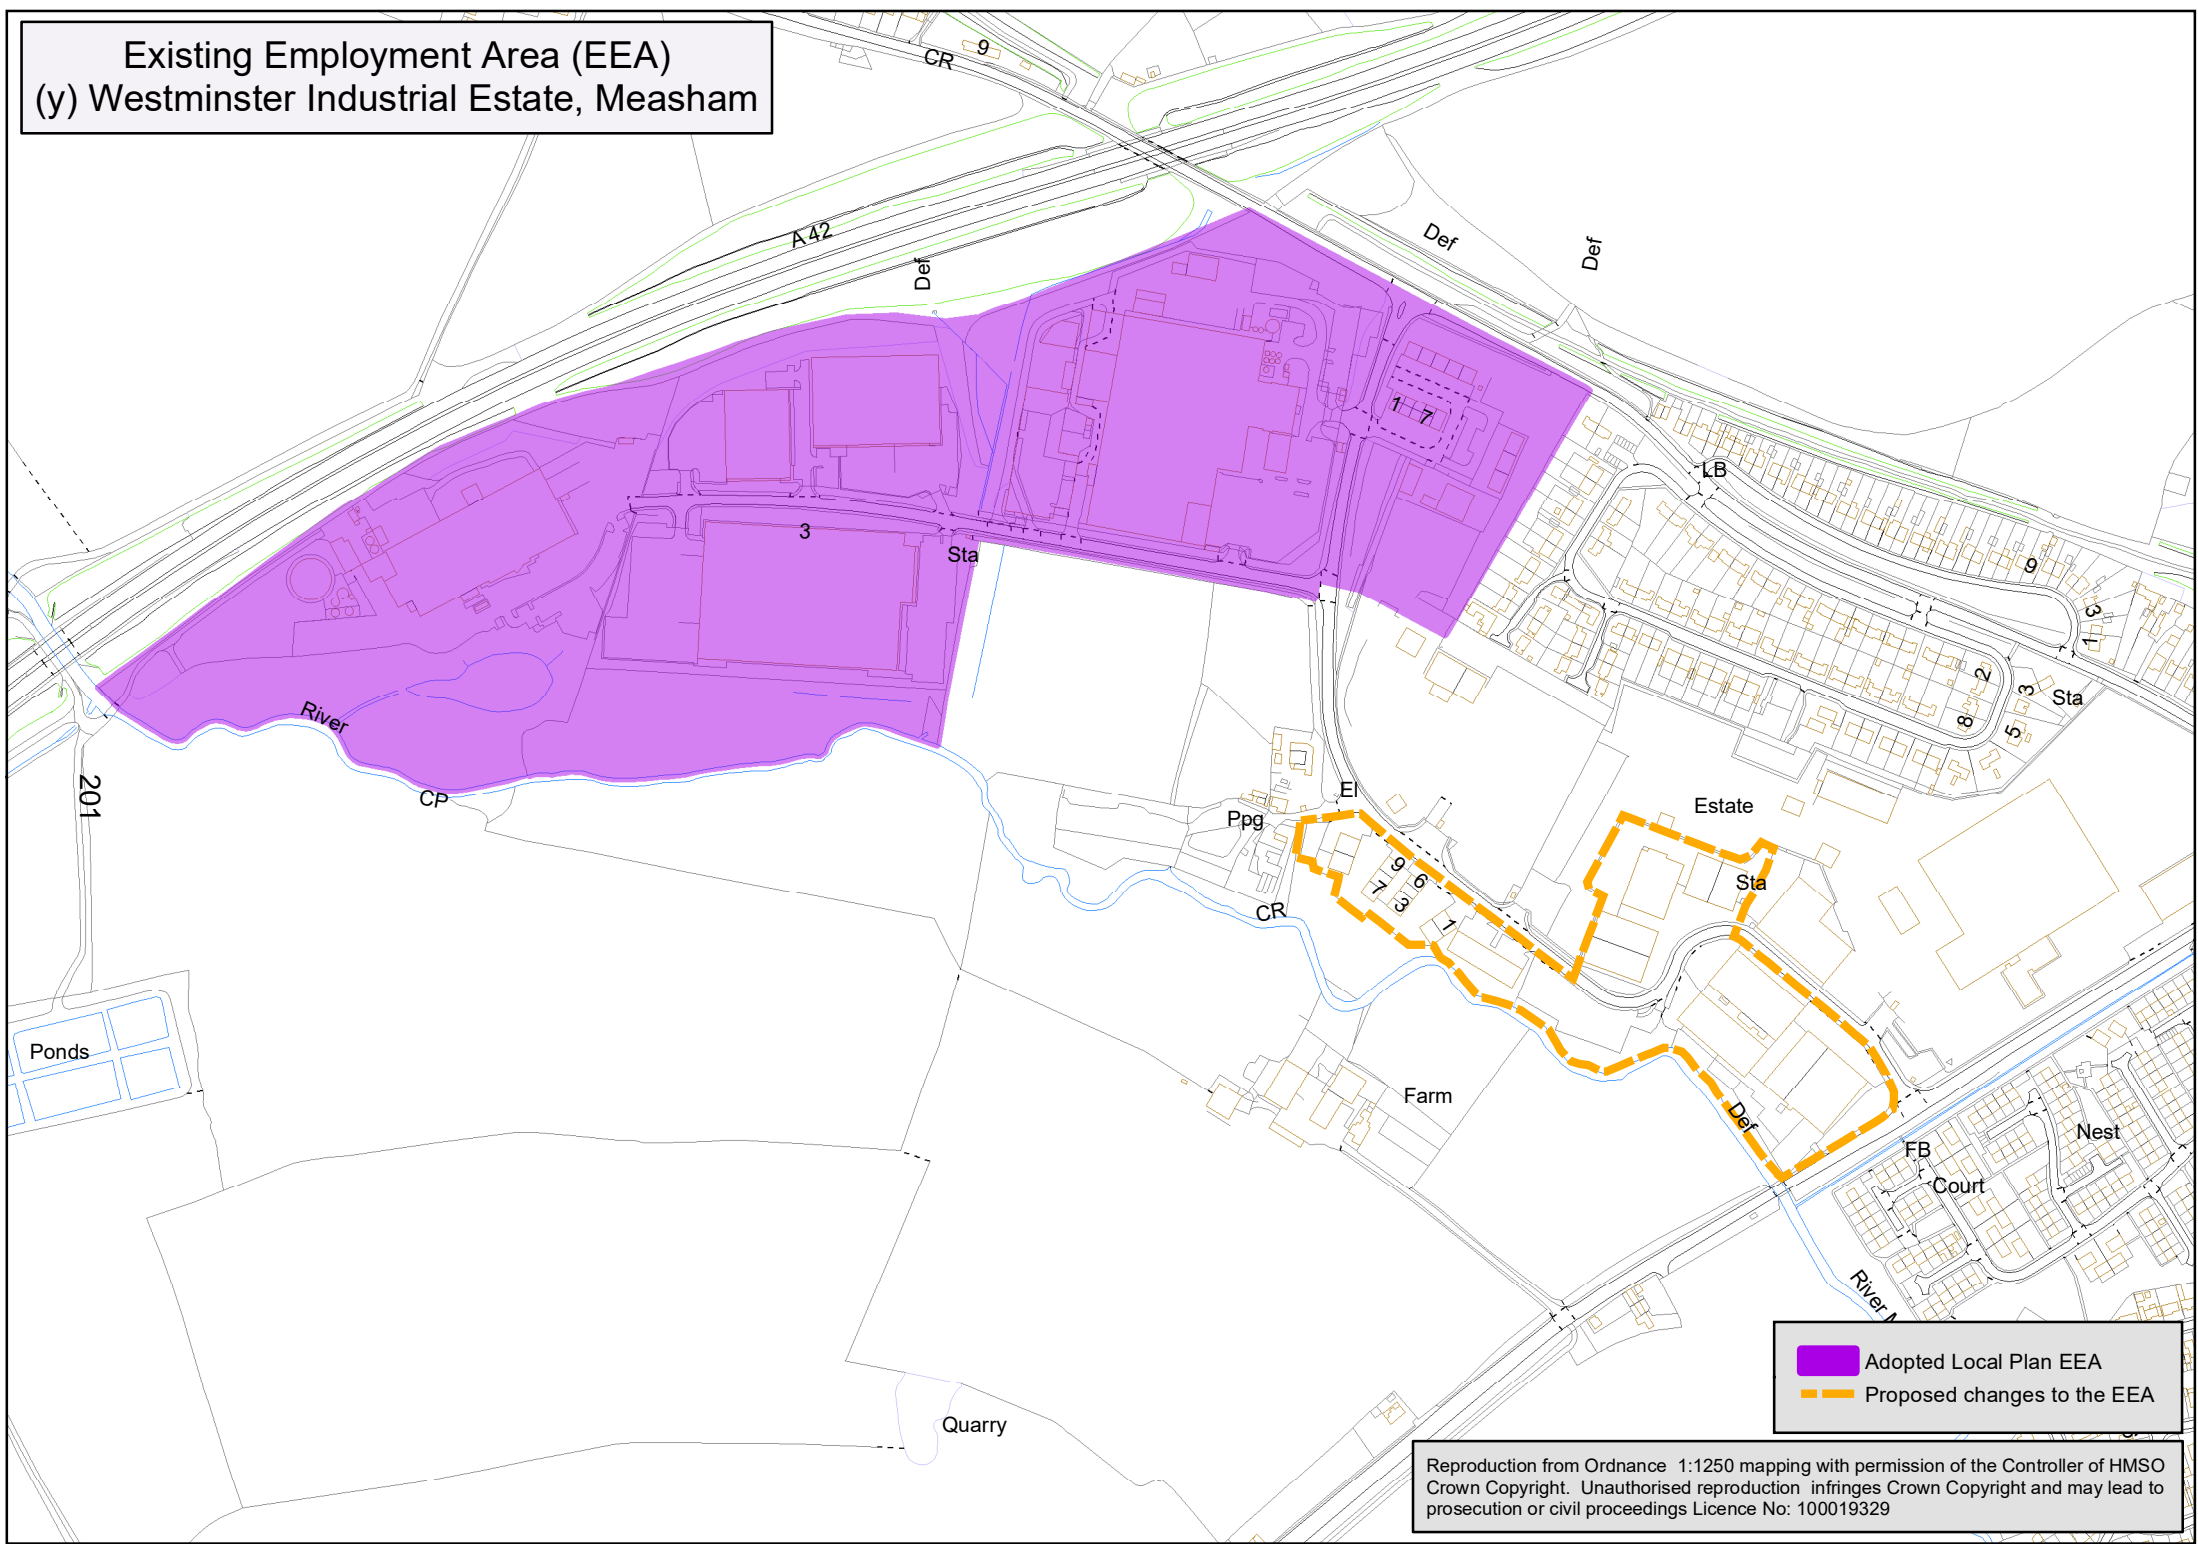 Existing Employment Area (EEA)
(y) Westminster Industrial Estate, Measham
9
CR
A 42
Def
Def
Def
1
7
LB
3
Sta
9
3
1
2
3
Sta
8
5
River
CP
201
El
Ppg
Estate
9
6
7
3
1
Sta
CR
Ponds
Farm
Def
FB
Nest
Court
River M
Quarry
Adopted Local Plan EEA
Proposed changes to the EEA
Reproduction from Ordnance 1:1250 mapping with permission of the Controller of HMSO
Crown Copyright. Unauthorised reproduction infringes Crown Copyright and may lead to
prosecution or civil proceedings Licence No: 100019329